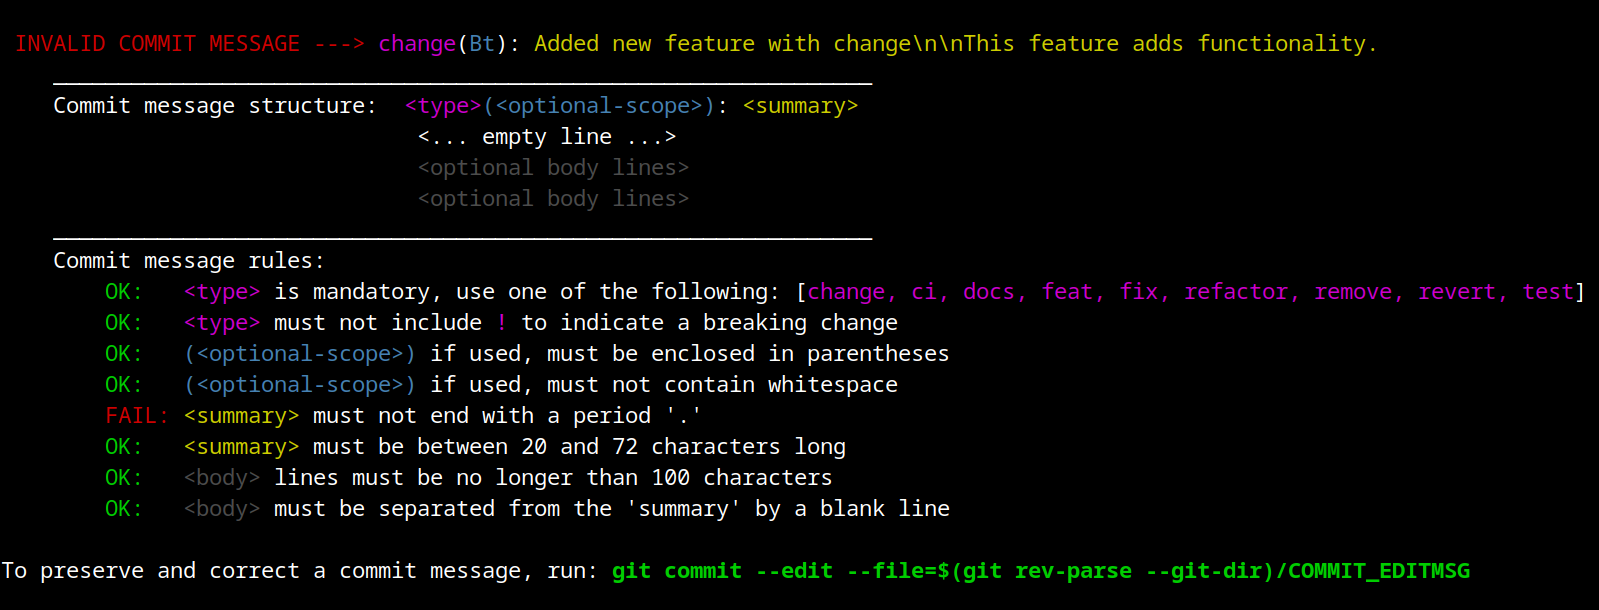 INVALID COMMIT MESSAGE ---> change(Bt): Added new feature with change\n\nThis feature adds functionality.
Commit message structure:  <type>(<optional-scope>): <summary>
<... empty line ...>
<optional body lines>
<optional body lines>
Commit message rules:
OK:   <type> is mandatory, use one of the following: [change, ci, docs, feat, fix, refactor, remove, revert, test]
OK:   <type> must not include ! to indicate a breaking change
OK:   (<optional-scope>) if used, must be enclosed in parentheses
OK:   (<optional-scope>) if used, must not contain whitespace
FAIL: <summary> must not end with a period '.'
OK:   <summary> must be between 20 and 72 characters long
OK:   <body> lines must be no longer than 100 characters
OK:   <body> must be separated from the 'summary' by a blank line
To preserve and correct a commit message, run: git commit --edit --file=$(git rev-parse --git-dir)/COMMIT_EDITMSG